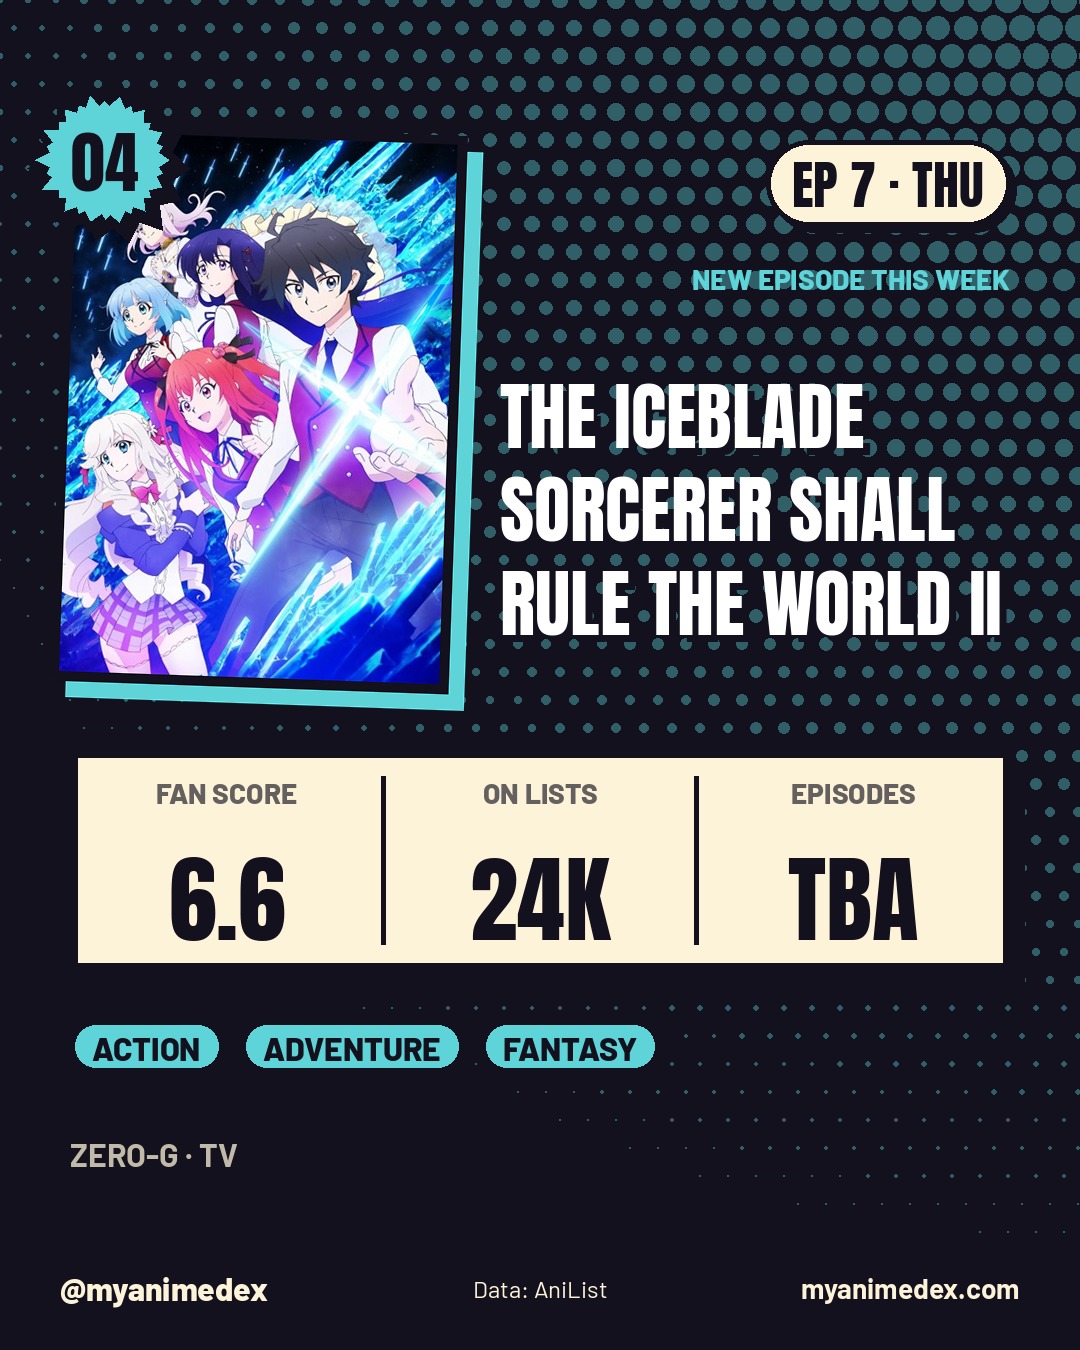 04
EP 7 · THU
NEW EPISODE THIS WEEK
THE ICEBLADE
SORCERER SHALL
RULE THE WORLD II
FAN SCORE
ON LISTS
EPISODES
6.6
24K
TBA
ACTION
ADVENTURE
FANTASY
ZERO-G · TV
@myanimedex
Data: AniList
myanimedex.com